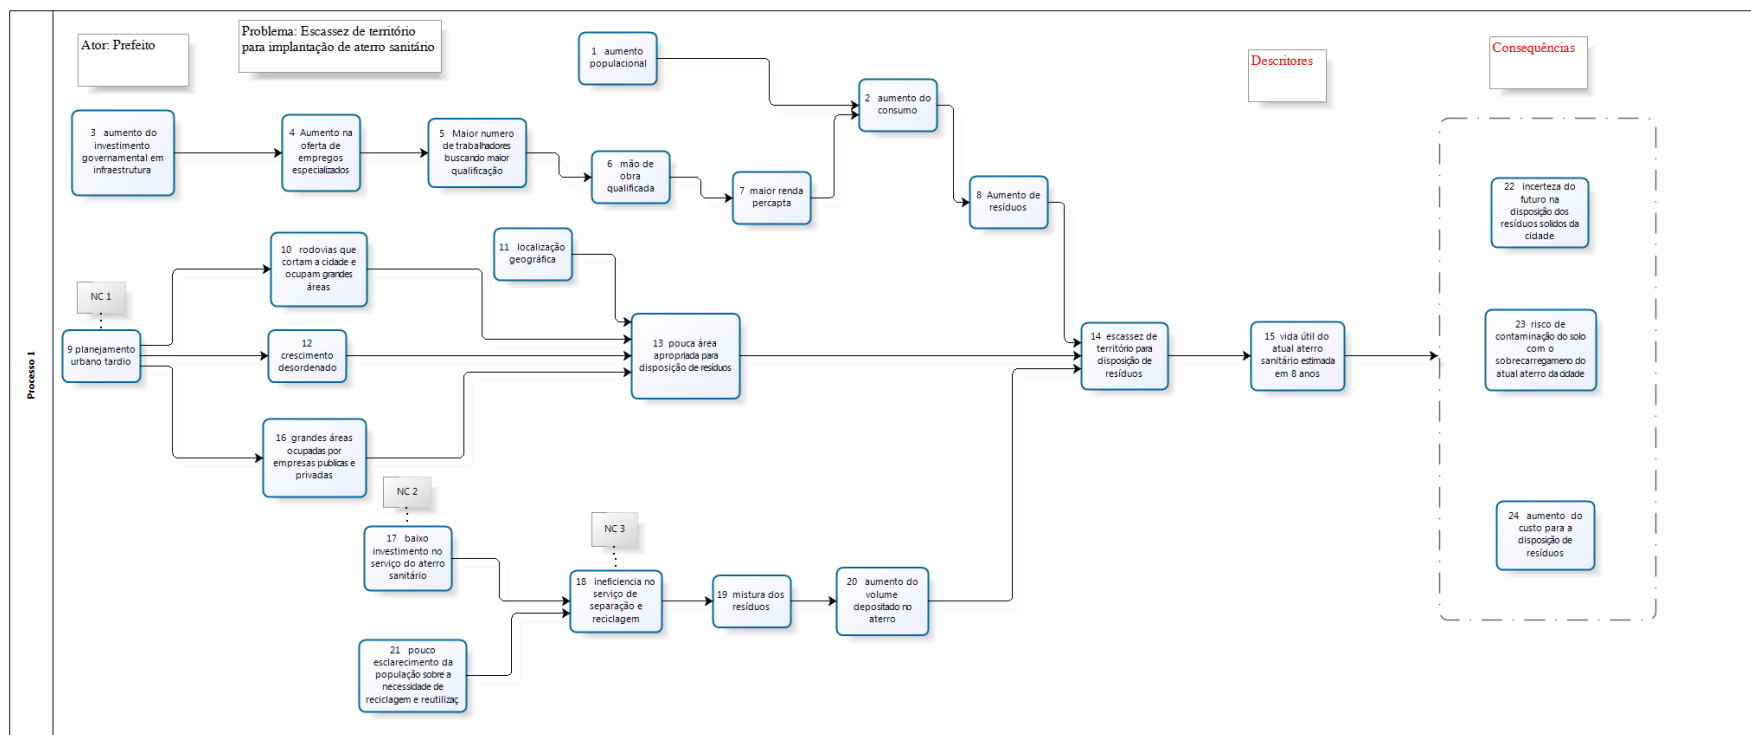 Processo 1
Ator: Prefeito
Problema: Escassez de território
para implantação de aterro sanitário
Descritores
Consequências
1 aumento
populacional
2 aumento do
consumo
3 aumento do
investimento
governamental em
infraestrutura
4 Aumento na
oferta de
empregos
especializados
5 Maior numero
de trabalhadores
buscando maior
qualificação
6 mão de
obra
qualificada
7 maior renda
percapta
8 Aumento de
resíduos
NC 1
9 planejamento
urbano tardio
10 rodovias que
cortam a cidade e
ocupam grandes
áreas
11 localização
geográfica
12
crescimento
desordenado
13 pouca área
apropriada para
disposição de resíduos
14 escassez de
território para
disposição de
resíduos
15 vida útil do
atual aterro
sanitário estimada
em 8 anos
16 grandes áreas
ocupadas por
empresas publicas e
privadas
NC 2
17 baixo
investimento no
serviço do aterro
sanitário
NC 3
18 ineficiencia no
serviço de
separação e
reciclagem
19 mistura dos
resíduos
20 aumento do
volume
depositado no
aterro
21 pouco
esclarecimento da
população sobre a
necessidade de
reciclagem e reutilizaç
22 incerteza do
futuro na
disposição dos
resíduos solidos da
cidade
23 risco de
contaminação do solo
com o
sobrecarregameno do
atual aterro da cidade
24 aumento do
custo para a
disposição de
resíduos